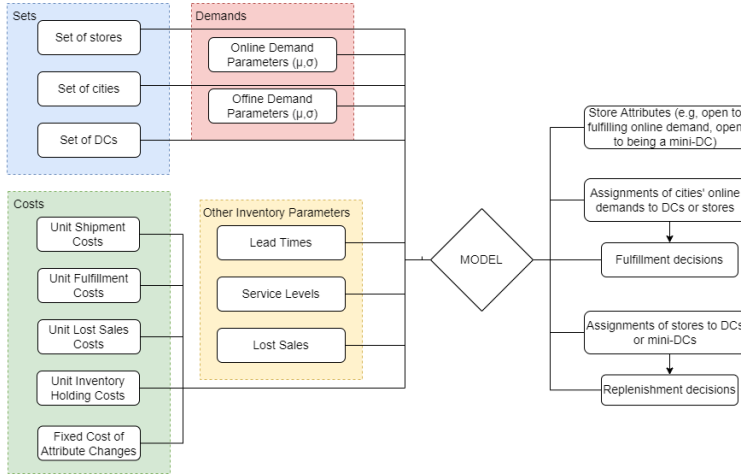 Sets
Set of stores
Set of cities
Set of DCs
Demands
Online Demand
Parameters (μ,σ)
Offine Demand
Parameters (μ,σ)
Costs
Unit Shipment
Costs
Unit Fulfillment
Costs
Unit Lost Sales
Costs
Unit Inventory
Holding Costs
Fixed Cost of
Attribute Changes
Other Inventory Parameters
Lead Times
Service Levels
Lost Sales
MODEL
Store Attributes (e.g, open to
fulfilling online demand, open
to being a mini-DC)
Assignments of cities' online
demands to DCs or stores
Fulfillment decisions
Assignments of stores to DCs
or mini-DCs
Replenishment decisions